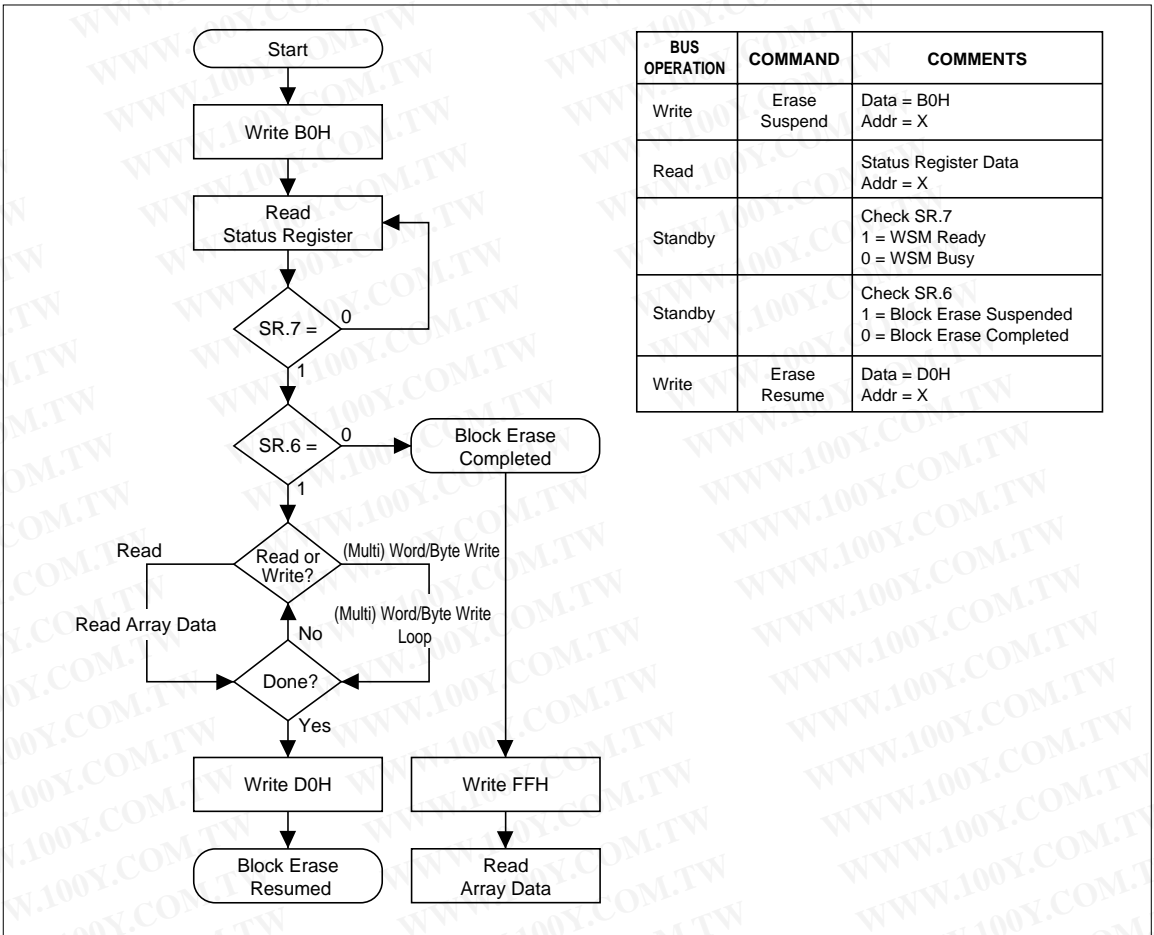 Start
Write B0H
Read
Status Register
SR.7 =
0
1
SR.6 =
0
1
Block Erase
Completed
Read
Read or
Write?
(Multi) Word/Byte Write
Read Array Data
(Multi) Word/Byte Write
Loop
No
Done?
Yes
Write D0H
Write FFH
Block Erase
Resumed
Read
Array Data
BUS
OPERATION
COMMAND
COMMENTS
Write
Erase
Suspend
Data = B0H
Addr = X
Read
Status Register Data
Addr = X
Standby
Check SR.7
1 = WSM Ready
0 = WSM Busy
Standby
Check SR.6
1 = Block Erase Suspended
0 = Block Erase Completed
Write
Erase
Resume
Data = D0H
Addr = X
WWW.100Y.COM.TW